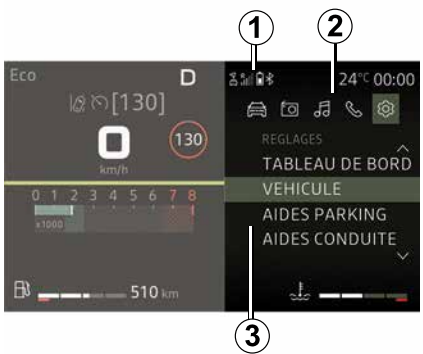 1
2
Eco
D
24°C 00:00
[130]
0
130
km/h
REGLAGES
TABLEAU DE BORD
VEHICULE
AIDES PARKING
AIDES CONDUITE
0 1 2 3 4 5 6 7 8
x1000
510 km
3